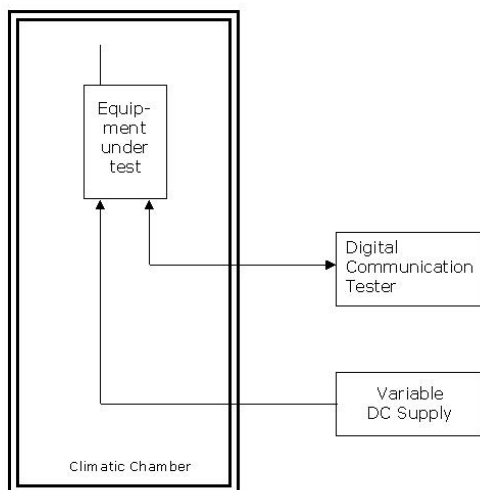 Equip-
ment
under
test
Digital
Communication
Tester
Variable
DC Supply
Climatic Chamber